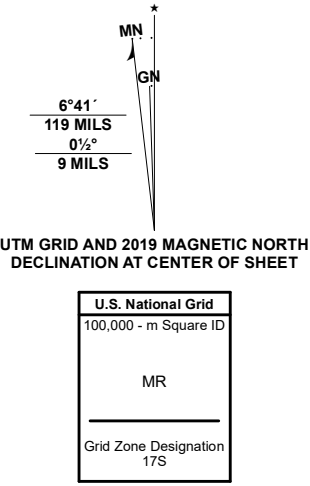 ★
MN
GN
6°41´
119 MILS
0½°
9 MILS
UTM GRID AND 2019 MAGNETIC NORTH
DECLINATION AT CENTER OF SHEET
U.S. National Grid
100,000 - m Square ID
MR
Grid Zone Designation
17S